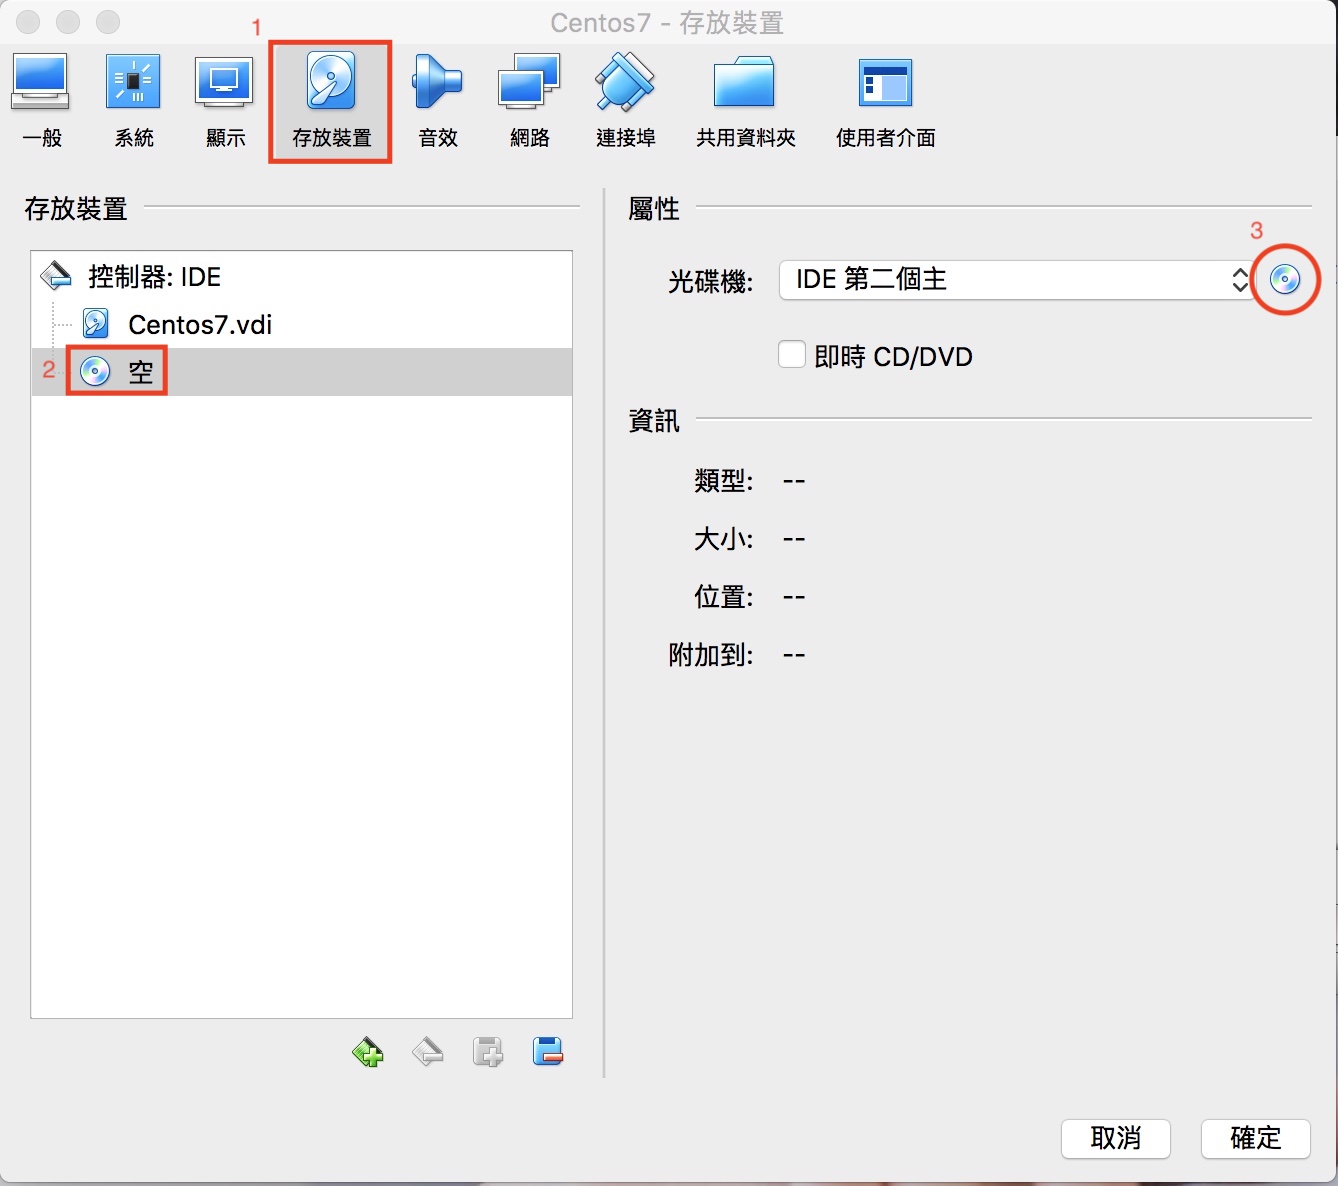 Centos7 - 存放裝置
1
一般 系統 顯示 存放裝置 音效 網路 連接埠 共用資料夾 使用者介面
存放裝置
控制器: IDE
Centos7.vdi
2 空
屬性
3
光碟機: IDE 第二個主
即時 CD/DVD
資訊
類型: --
大小: --
位置: --
附加到: --
取消 確定